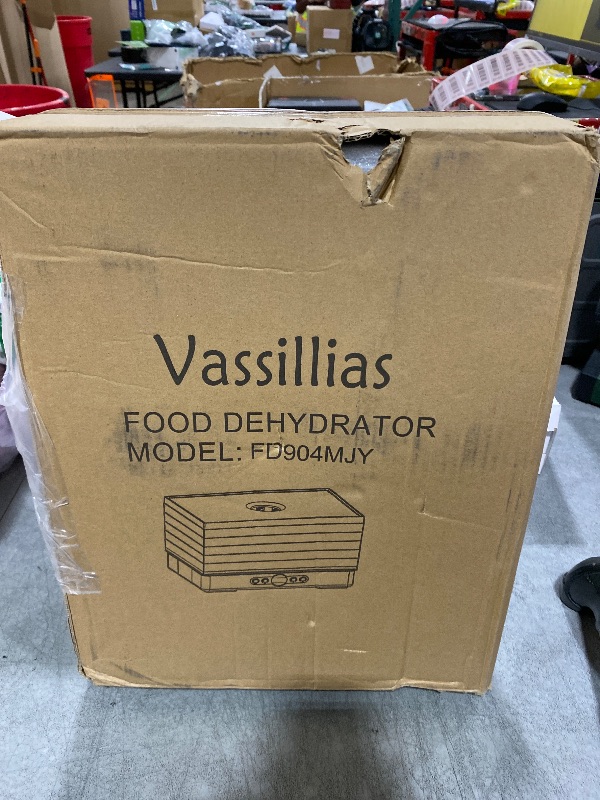 Vassillias
FOOD DEHYDRATOR
MODEL: FD904MJY